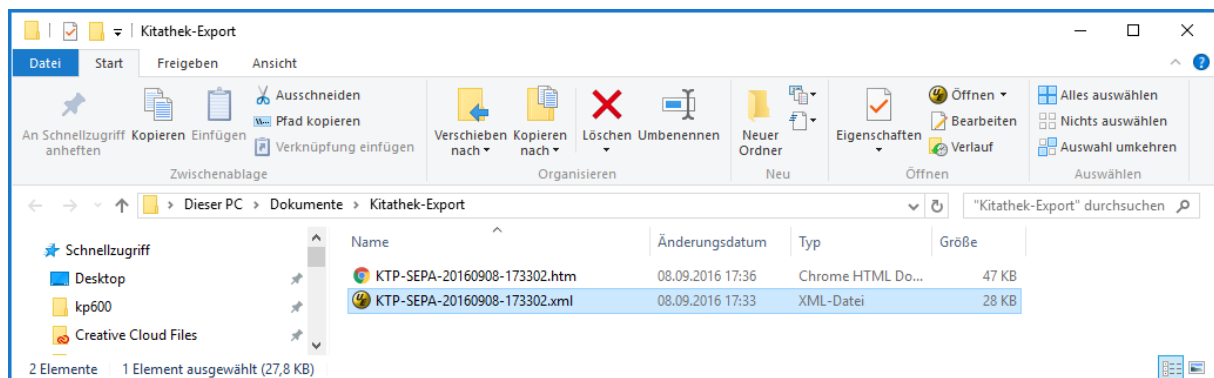 Kitathek-Export
Datei Start Freigeben Ansicht
An Schnellzugriff anheften
Kopieren
Einfügen
Ausschneiden
Pfad kopieren
Verknüpfung einfügen
Zwischenablage
Verschieben nach
Kopieren nach
Löschen
Umbenennen
Organisieren
Neuer Ordner
Neu
Eigenschaften
Öffnen
Bearbeiten
Verlauf
Öffnen
Alles auswählen
Nichts auswählen
Auswahl umkehren
Auswählen
Dieser PC > Dokumente > Kitathek-Export
"Kitathek-Export" durchsuchen
Schnellzugriff
Desktop
kp600
Creative Cloud Files
Name Änderungsdatum Typ Größe
KTP-SEPA-20160908-173302.htm 08.09.2016 17:36 Chrome HTML Do... 47 KB
KTP-SEPA-20160908-173302.xml 08.09.2016 17:33 XML-Datei 28 KB
2 Elemente 1 Element ausgewählt (27,8 KB)